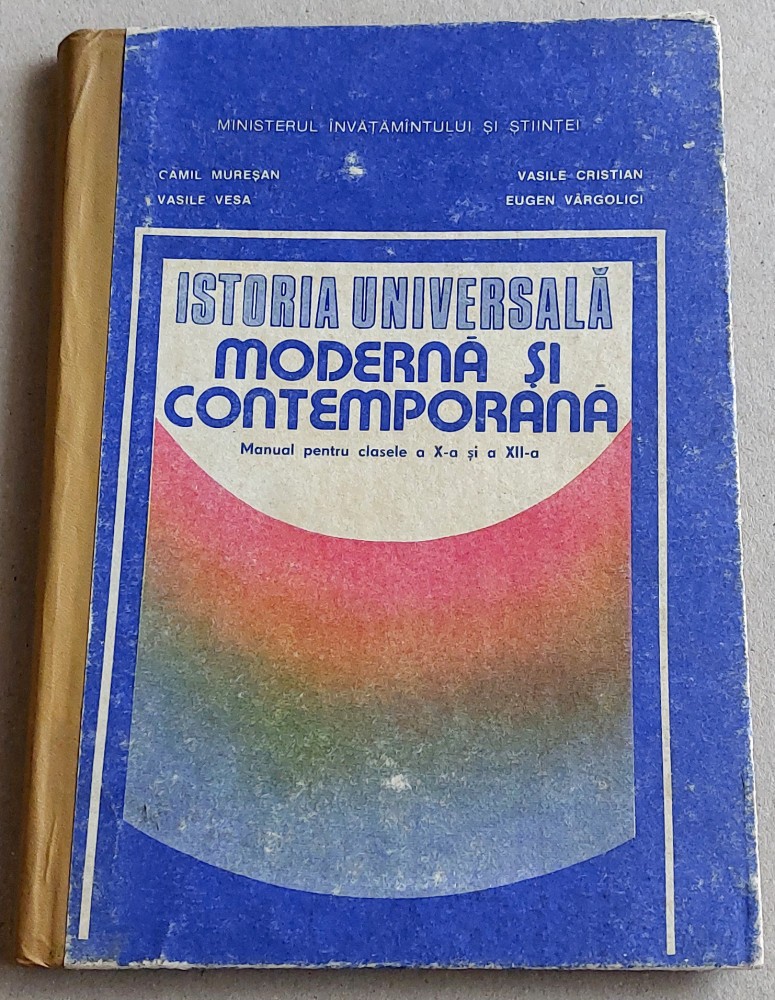 MINISTERUL ÎNVĂȚĂMÎNTULUI ȘI ȘTIINȚEI
CAMIL MUREȘAN
VASILE VESA
VASILE CRISTIAN
EUGEN VÂRGOLICI
ISTORIA UNIVERSALĂ
MODERNĂ ȘI
CONTEMPORANĂ
Manual pentru clasele a X-a și a XII-a